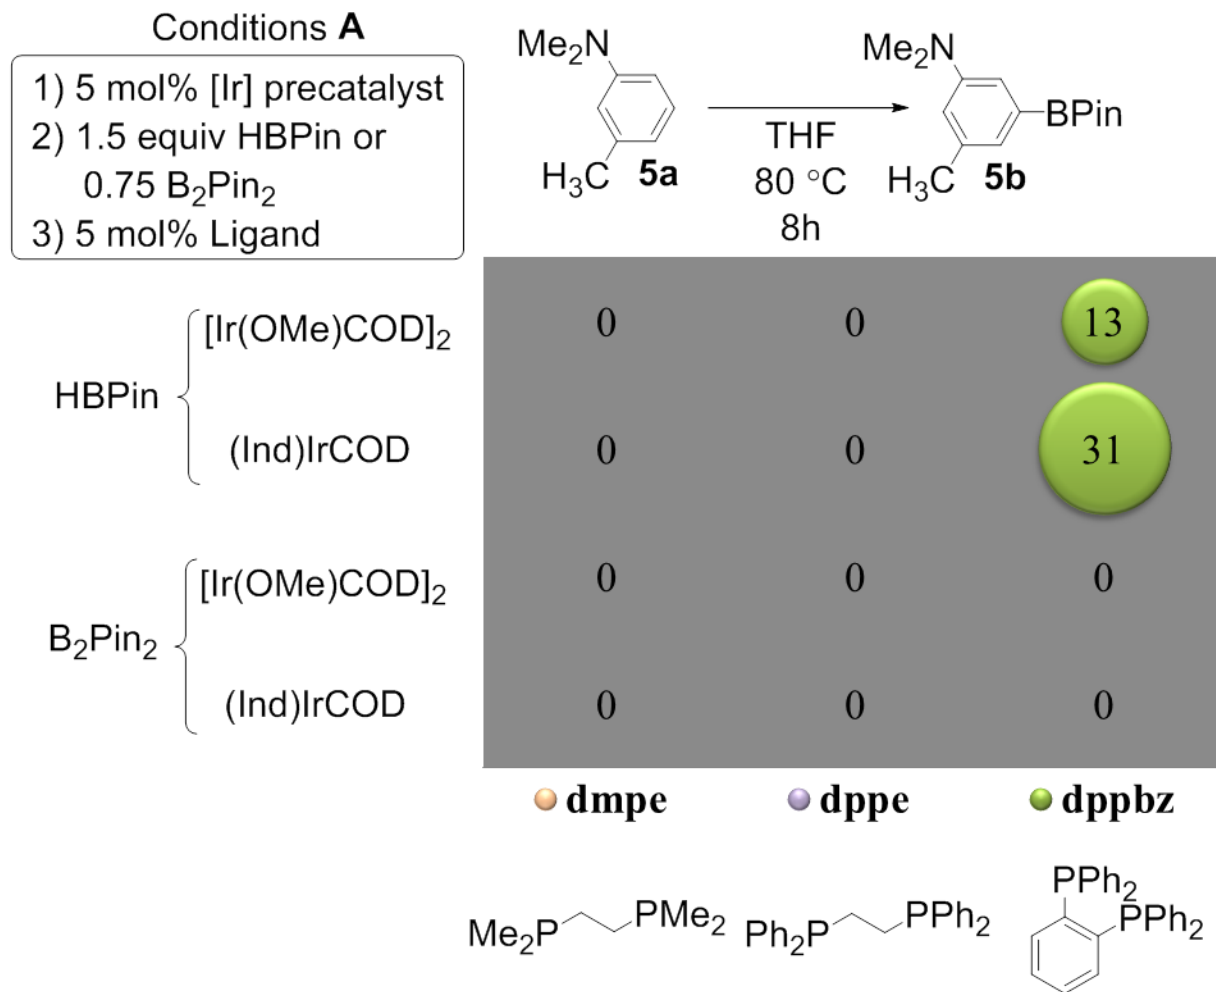 Conditions A
1) 5 mol% [Ir] precatalyst
2) 1.5 equiv HBPin or
0.75 B₂Pin₂
3) 5 mol% Ligand
Me₂N
H₃C
5a
THF
80 °C
8h
Me₂N
BPin
H₃C
5b
HBPin
[Ir(OMe)COD]₂
0 0 13
(Ind)IrCOD
0 0 31
B₂Pin₂
[Ir(OMe)COD]₂
0 0 0
(Ind)IrCOD
0 0 0
dmpe dppe dppbz
Me₂P
PMe₂
Ph₂P
PPh₂
PPh₂
PPh₂